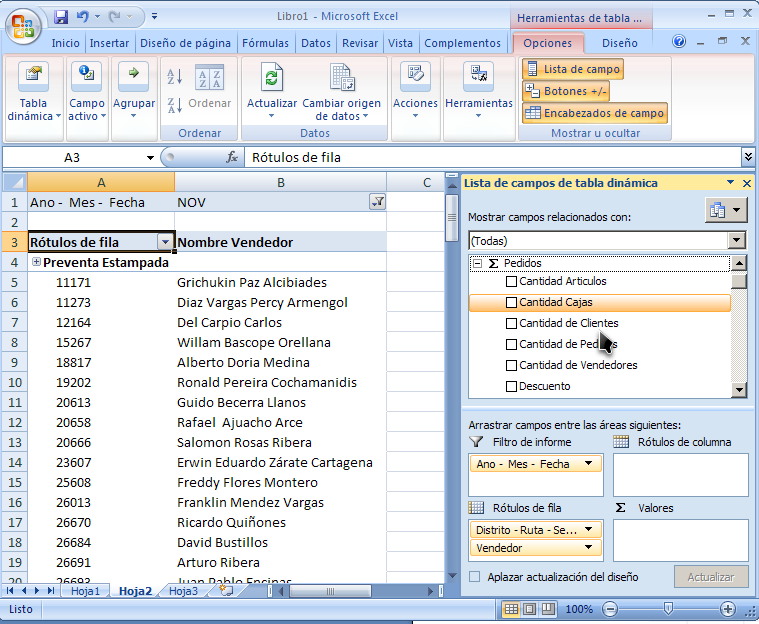 Libro1 - Microsoft Excel
Herramientas de tabla ...
Inicio Insertar Diseño de página Fórmulas Datos Revisar Vista Complementos Opciones Diseño
Tabla dinámica
Campo activo
Agrupar
Ordenar
Ordenar
Actualizar
Cambiar origen de datos
Datos
Acciones
Herramientas
Lista de campo
Botones +/-
Encabezados de campo
Mostrar u ocultar
A3 fx Rótulos de fila
A B C
1 Ano - Mes - Fecha NOV
2
3 Rótulos de fila Nombre Vendedor
4 Preventa Estampada
5 11171 Grichukin Paz Alcibiades
6 11273 Diaz Vargas Percy Armengol
7 12164 Del Carpio Carlos
8 15267 Willam Bascope Orellana
9 18817 Alberto Doria Medina
10 19202 Ronald Pereira Cochamanidis
11 20613 Guido Becerra Llanos
12 20658 Rafael Ajuacho Arce
13 20666 Salomon Rosas Ribera
14 23607 Erwin Eduardo Zárate Cartagena
15 25608 Freddy Flores Montero
16 26013 Franklin Mendez Vargas
17 26670 Ricardo Quiñones
18 26684 David Bustillos
19 26691 Arturo Ribera
20 26693 Juan Pablo Encinas
Hoja1 Hoja2 Hoja3
Listo
100%
Lista de campos de tabla dinámica
Mostrar campos relacionados con:
(Todas)
Σ Pedidos
Cantidad Articulos
Cantidad Cajas
Cantidad de Clientes
Cantidad de
Cantidad de Vendedores
Descuento
Arrastrar campos entre las áreas siguientes:
Filtro de informe
Rótulos de columna
Ano - Mes - Fecha
Rótulos de fila
Σ Valores
Distrito - Ruta - Se...
Vendedor
Aplazar actualización del diseño
Actualizar